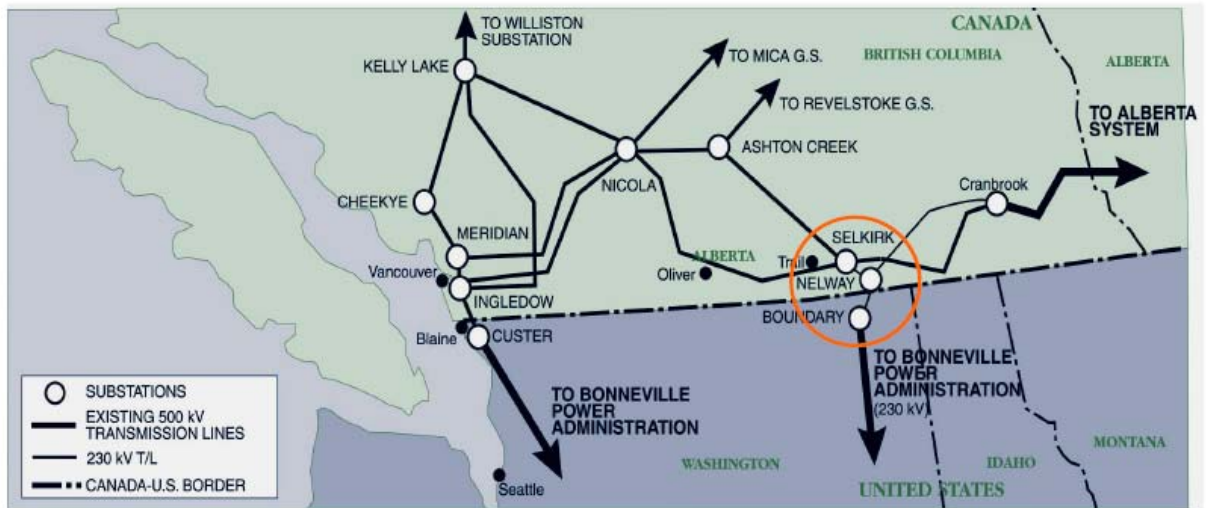 TO WILLISTON
SUBSTATION
CANADA
BRITISH COLUMBIA
ALBERTA
KELLY LAKE
TO MICA G.S.
TO REVELSTOKE G.S.
TO ALBERTA
SYSTEM
ASHTON CREEK
NICOLA
Cranbrook
CHEEKYE
MERIDIAN
SELKIRK
ALBERTA
Trail
Vancouver
Oliver
NELWAY
INGLEDOW
BOUNDARY
Blaine
CUSTER
TO BONNEVILLE
POWER
ADMINISTRATION
(230 kV)
TO BONNEVILLE
POWER
ADMINISTRATION
SUBSTATIONS
EXISTING 500 kV
TRANSMISSION LINES
230 kV T/L
CANADA-U.S. BORDER
Seattle
WASHINGTON
IDAHO
MONTANA
UNITED STATES